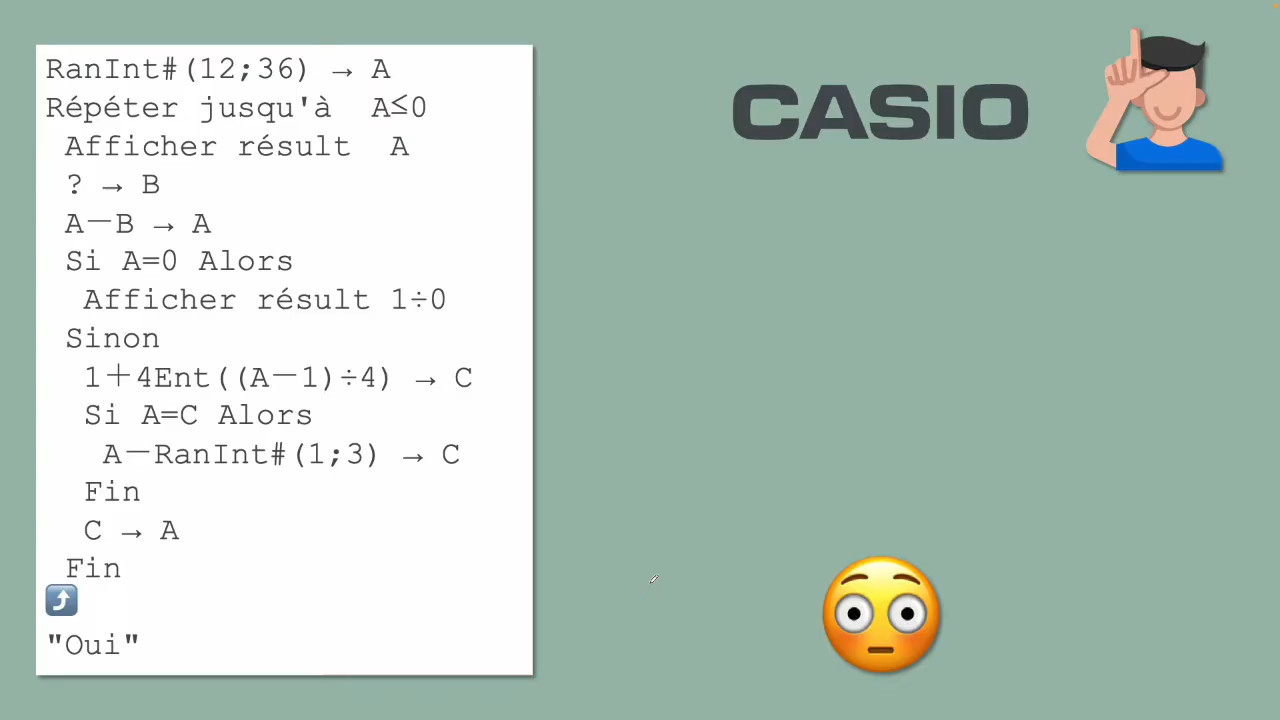 RanInt#(12;36) → A
Répéter jusqu'à A≤0
Afficher résult A
? → B
A−B → A
Si A=0 Alors
Afficher résult 1÷0
Sinon
1+4Ent((A−1)÷4) → C
Si A=C Alors
A−RanInt#(1;3) → C
Fin
C → A
Fin
⤴
"Oui"
CASIO